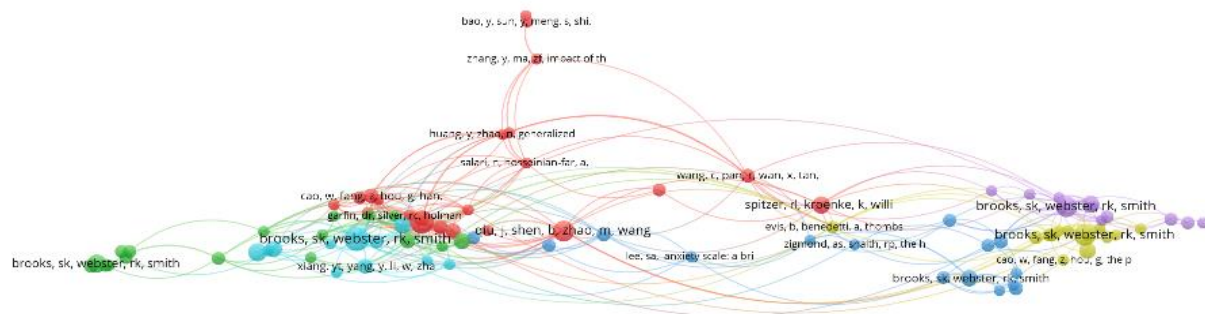 bao, y, sun, y, meng, s, shi,
zhang, y, ma, zf, impact of th
huang, y, zhao, n, generalized
salari, n, hosseinian-far, a,
wang, c, pan, r, wan, x, tan,
cao, w, fang, z, hou, g, han,
spitzer, rl, kroenke, k, willi
brooks, sk, webster, rk, smith
garfin, dr, silver, rc, holman
evis, b, benedetti, a, thombs
qiu, j, shen, b, zhao, m, wang
brooks, sk, webster, rk, smith
brooks, sk, webster, rk, smith
zigmond, as, snaith, rp, the h
lee, sa, anxiety scale: a bri
brooks, sk, webster, rk, smith
xiang, yt, yang, y, li, w, zha
cao, w, fang, z, hou, g, the p
brooks, sk, webster, rk, smith